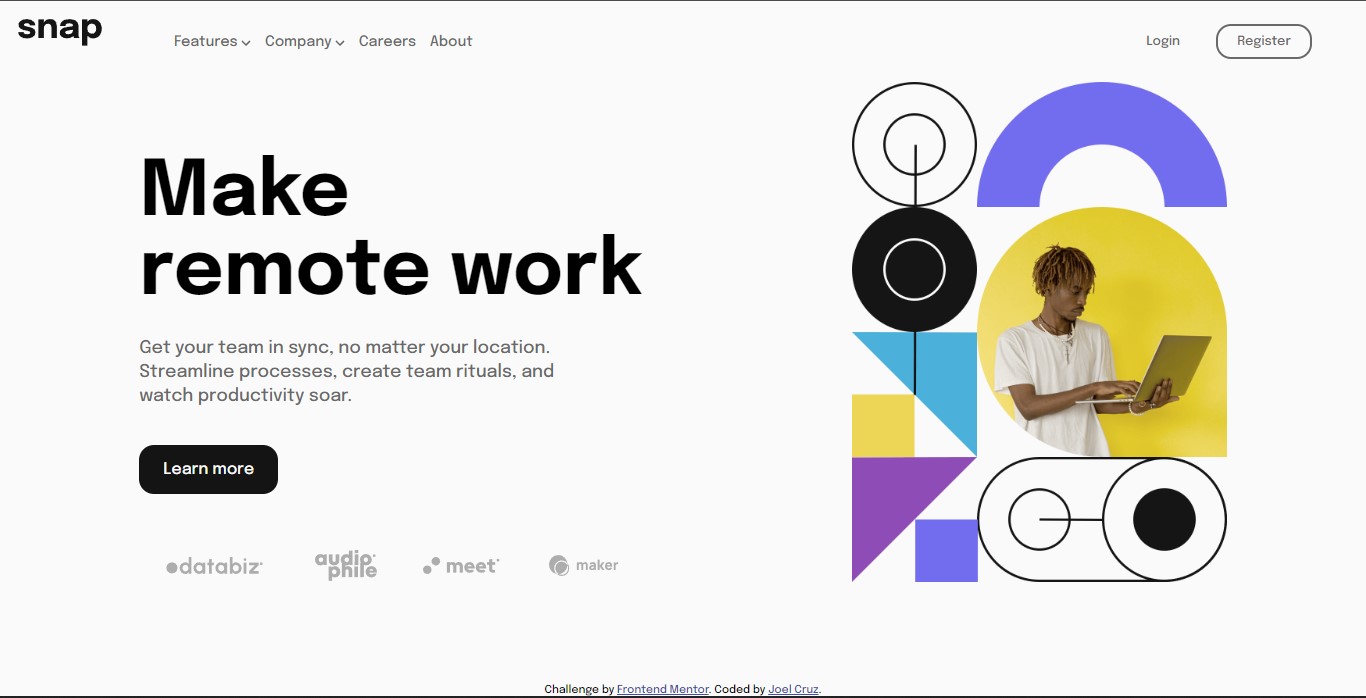 snap
Features Company Careers About Login Register
Make
remote work
Get your team in sync, no matter your location.
Streamline processes, create team rituals, and
watch productivity soar.
Learn more
databiz audiophile meet maker
Challenge by Frontend Mentor. Coded by Joel Cruz.